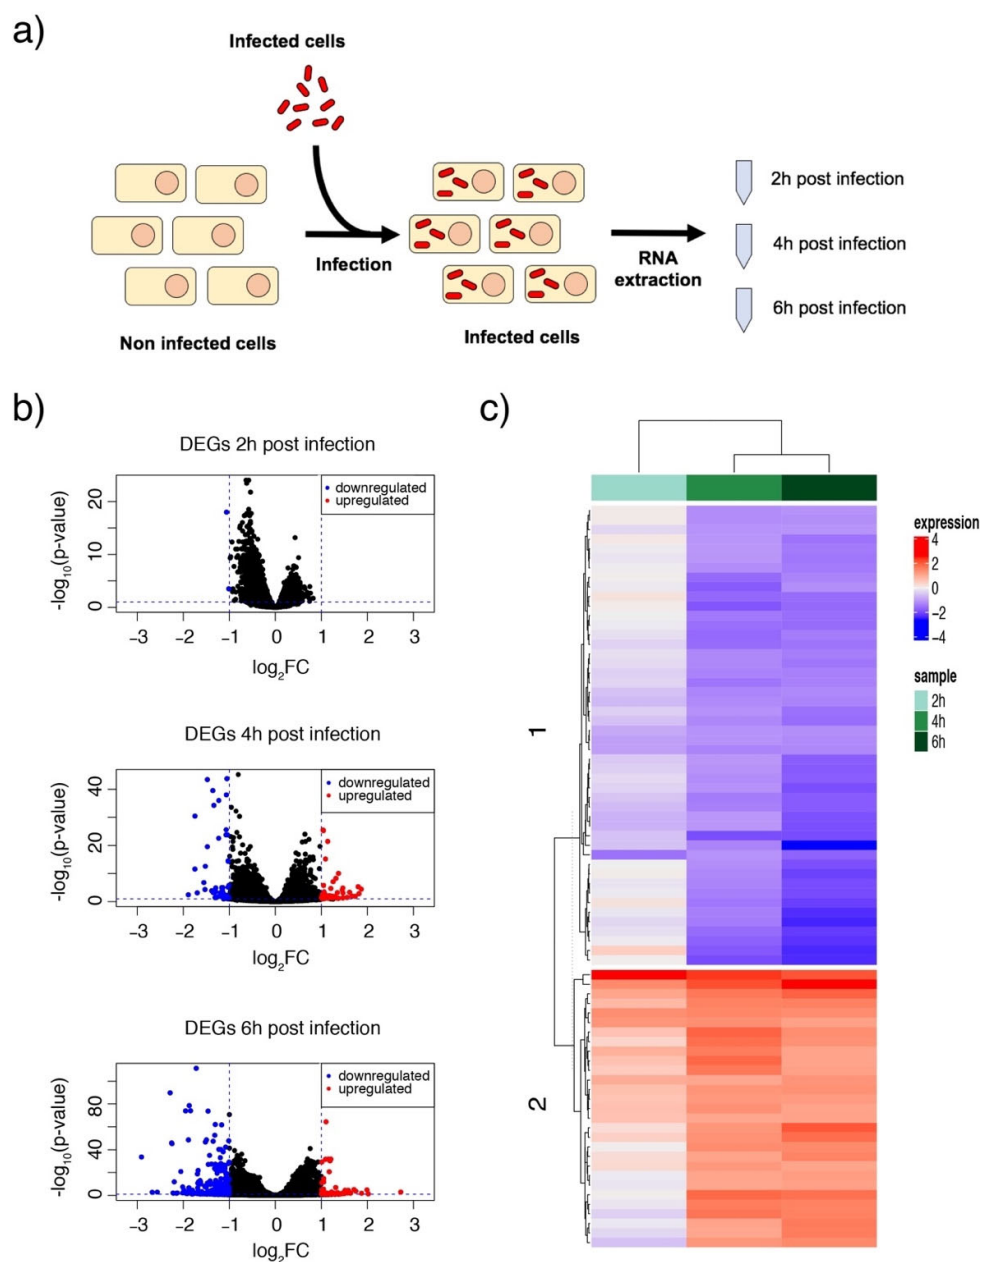 a)
Infected cells
2h post infection
4h post infection
6h post infection
Infection
RNA
extraction
Non infected cells
Infected cells
b)
DEGs 2h post infection
downregulated
upregulated
-log10(p-value)
20
10
0
−3 −2 −1 0 1 2 3
log2FC
DEGs 4h post infection
downregulated
upregulated
-log10(p-value)
40
20
0
−3 −2 −1 0 1 2 3
log2FC
DEGs 6h post infection
downregulated
upregulated
-log10(p-value)
80
40
0
−3 −2 −1 0 1 2 3
log2FC
c)
1
2
expression
4
2
0
−2
−4
sample
2h
4h
6h